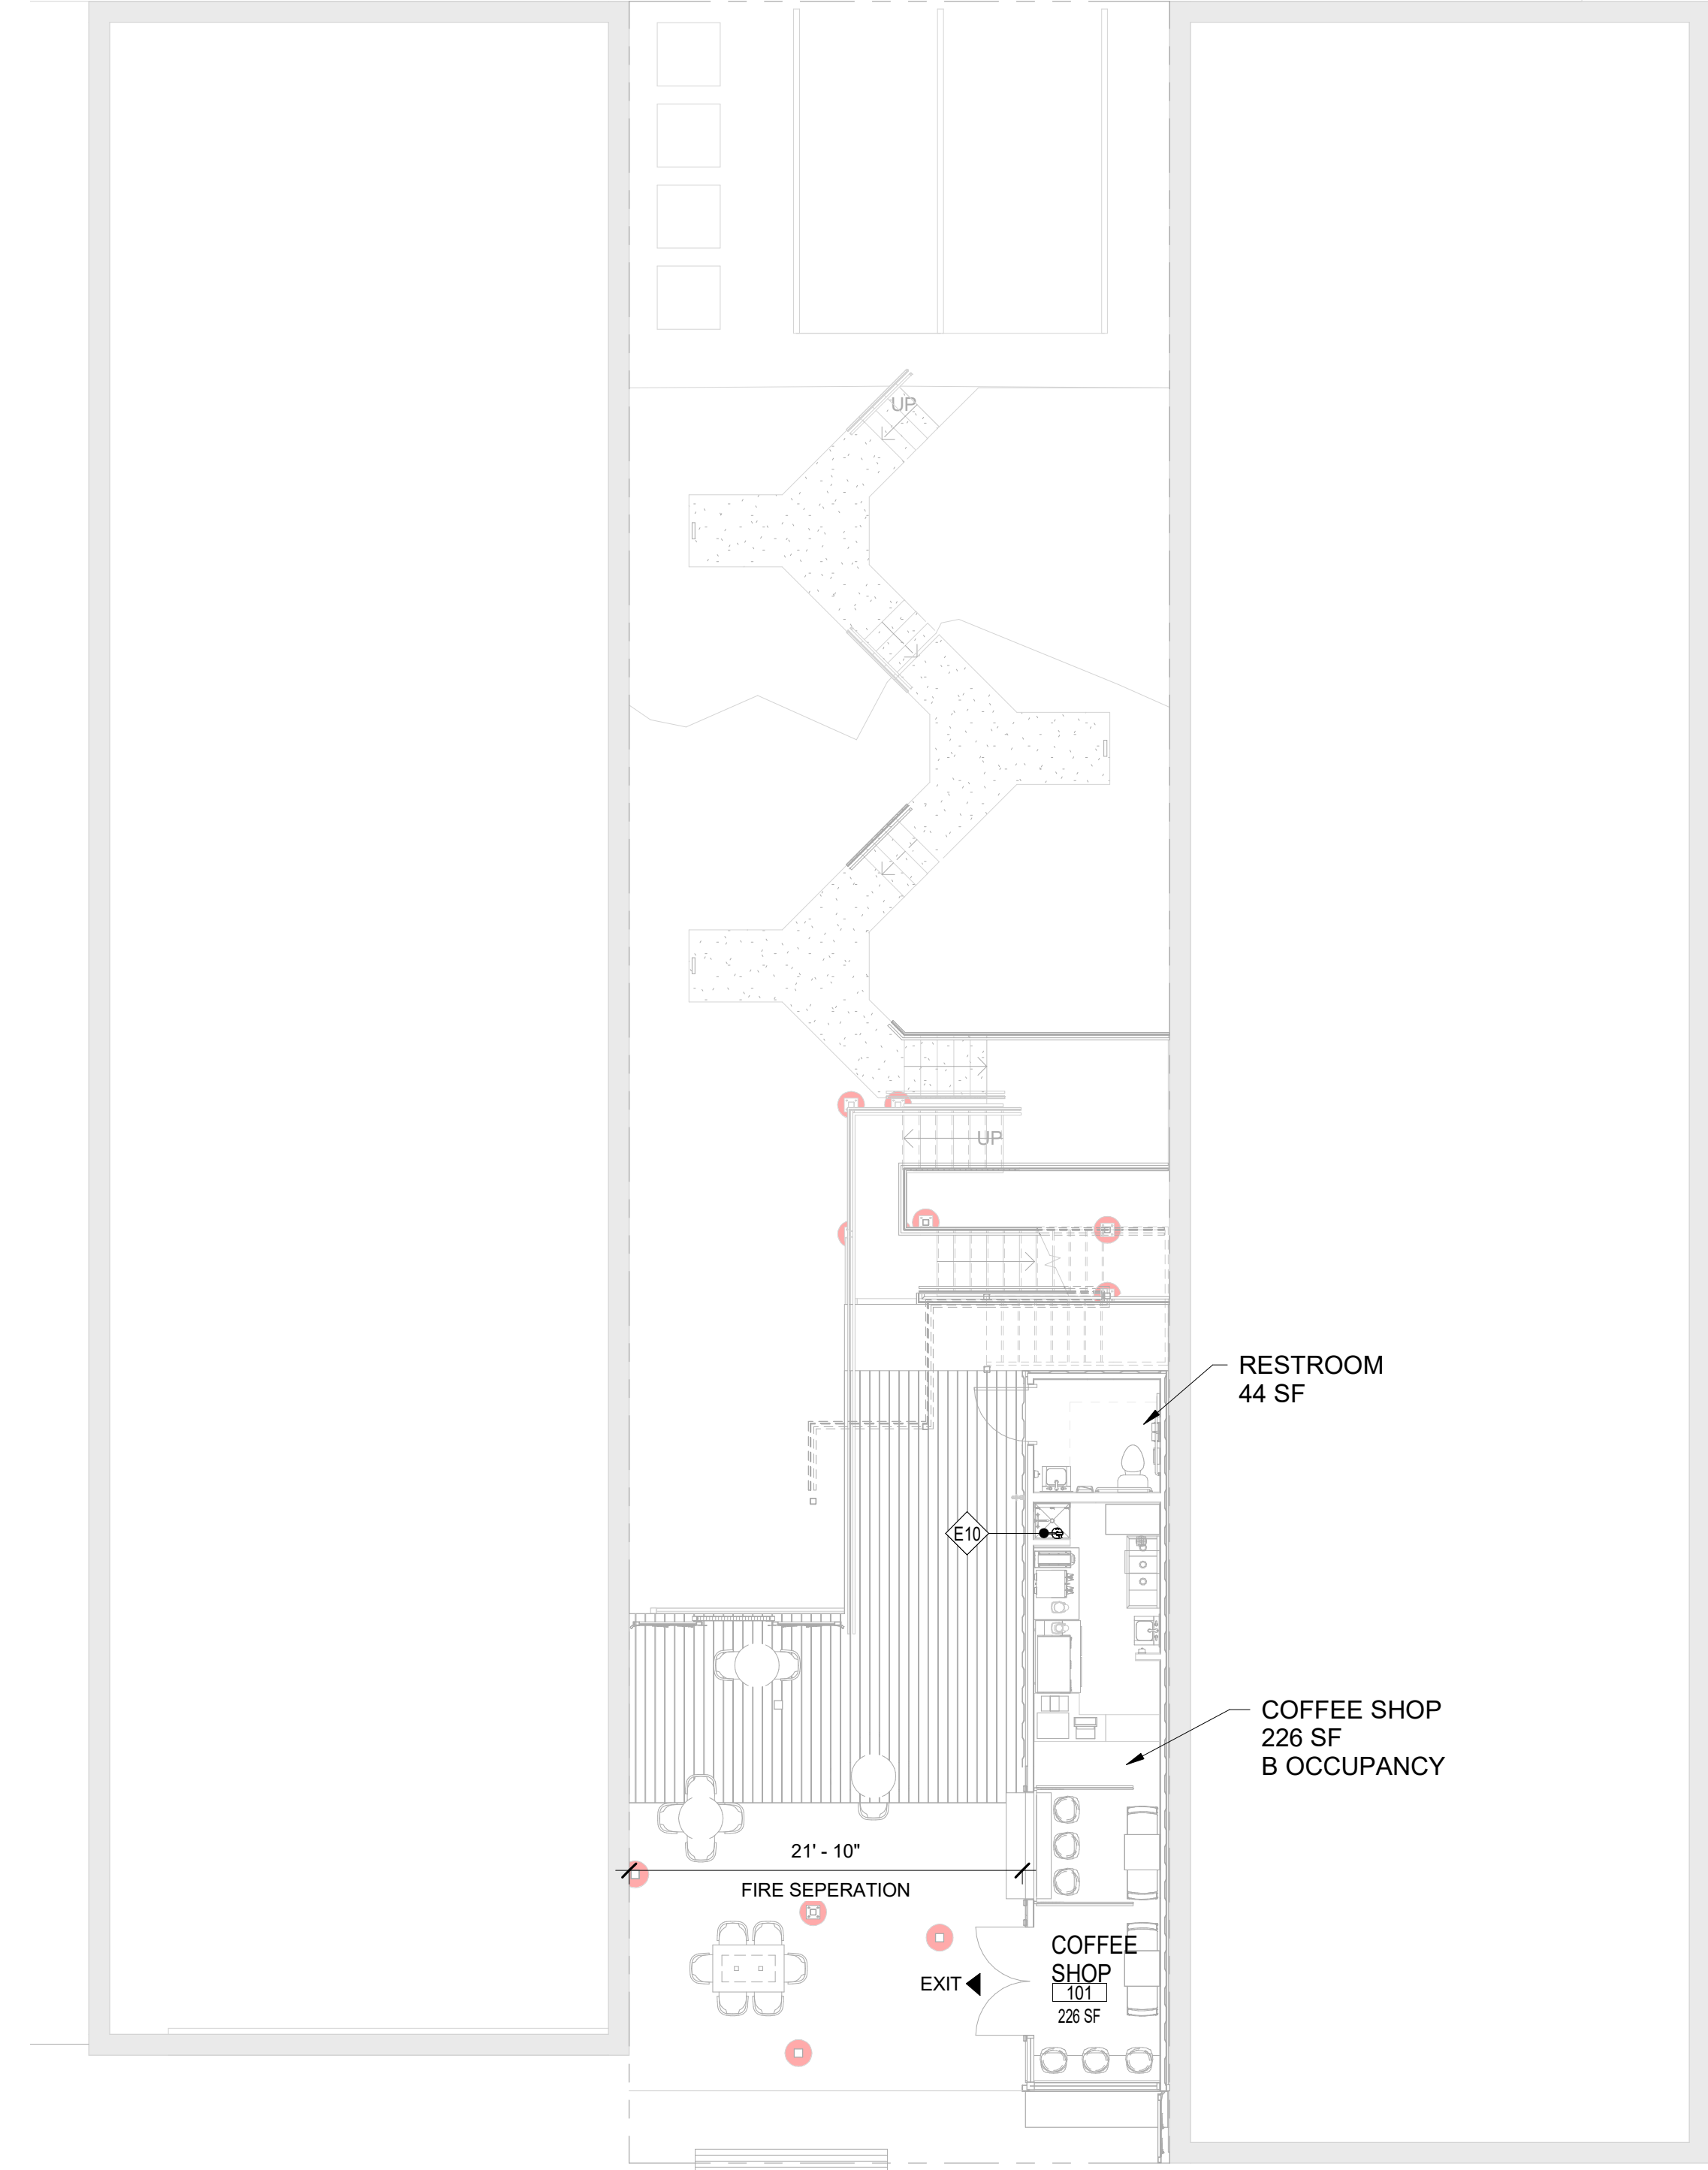 UP
UP
RESTROOM
44 SF
E10
COFFEE SHOP
226 SF
B OCCUPANCY
21' - 10"
FIRE SEPERATION
COFFEE
SHOP
101
226 SF
EXIT